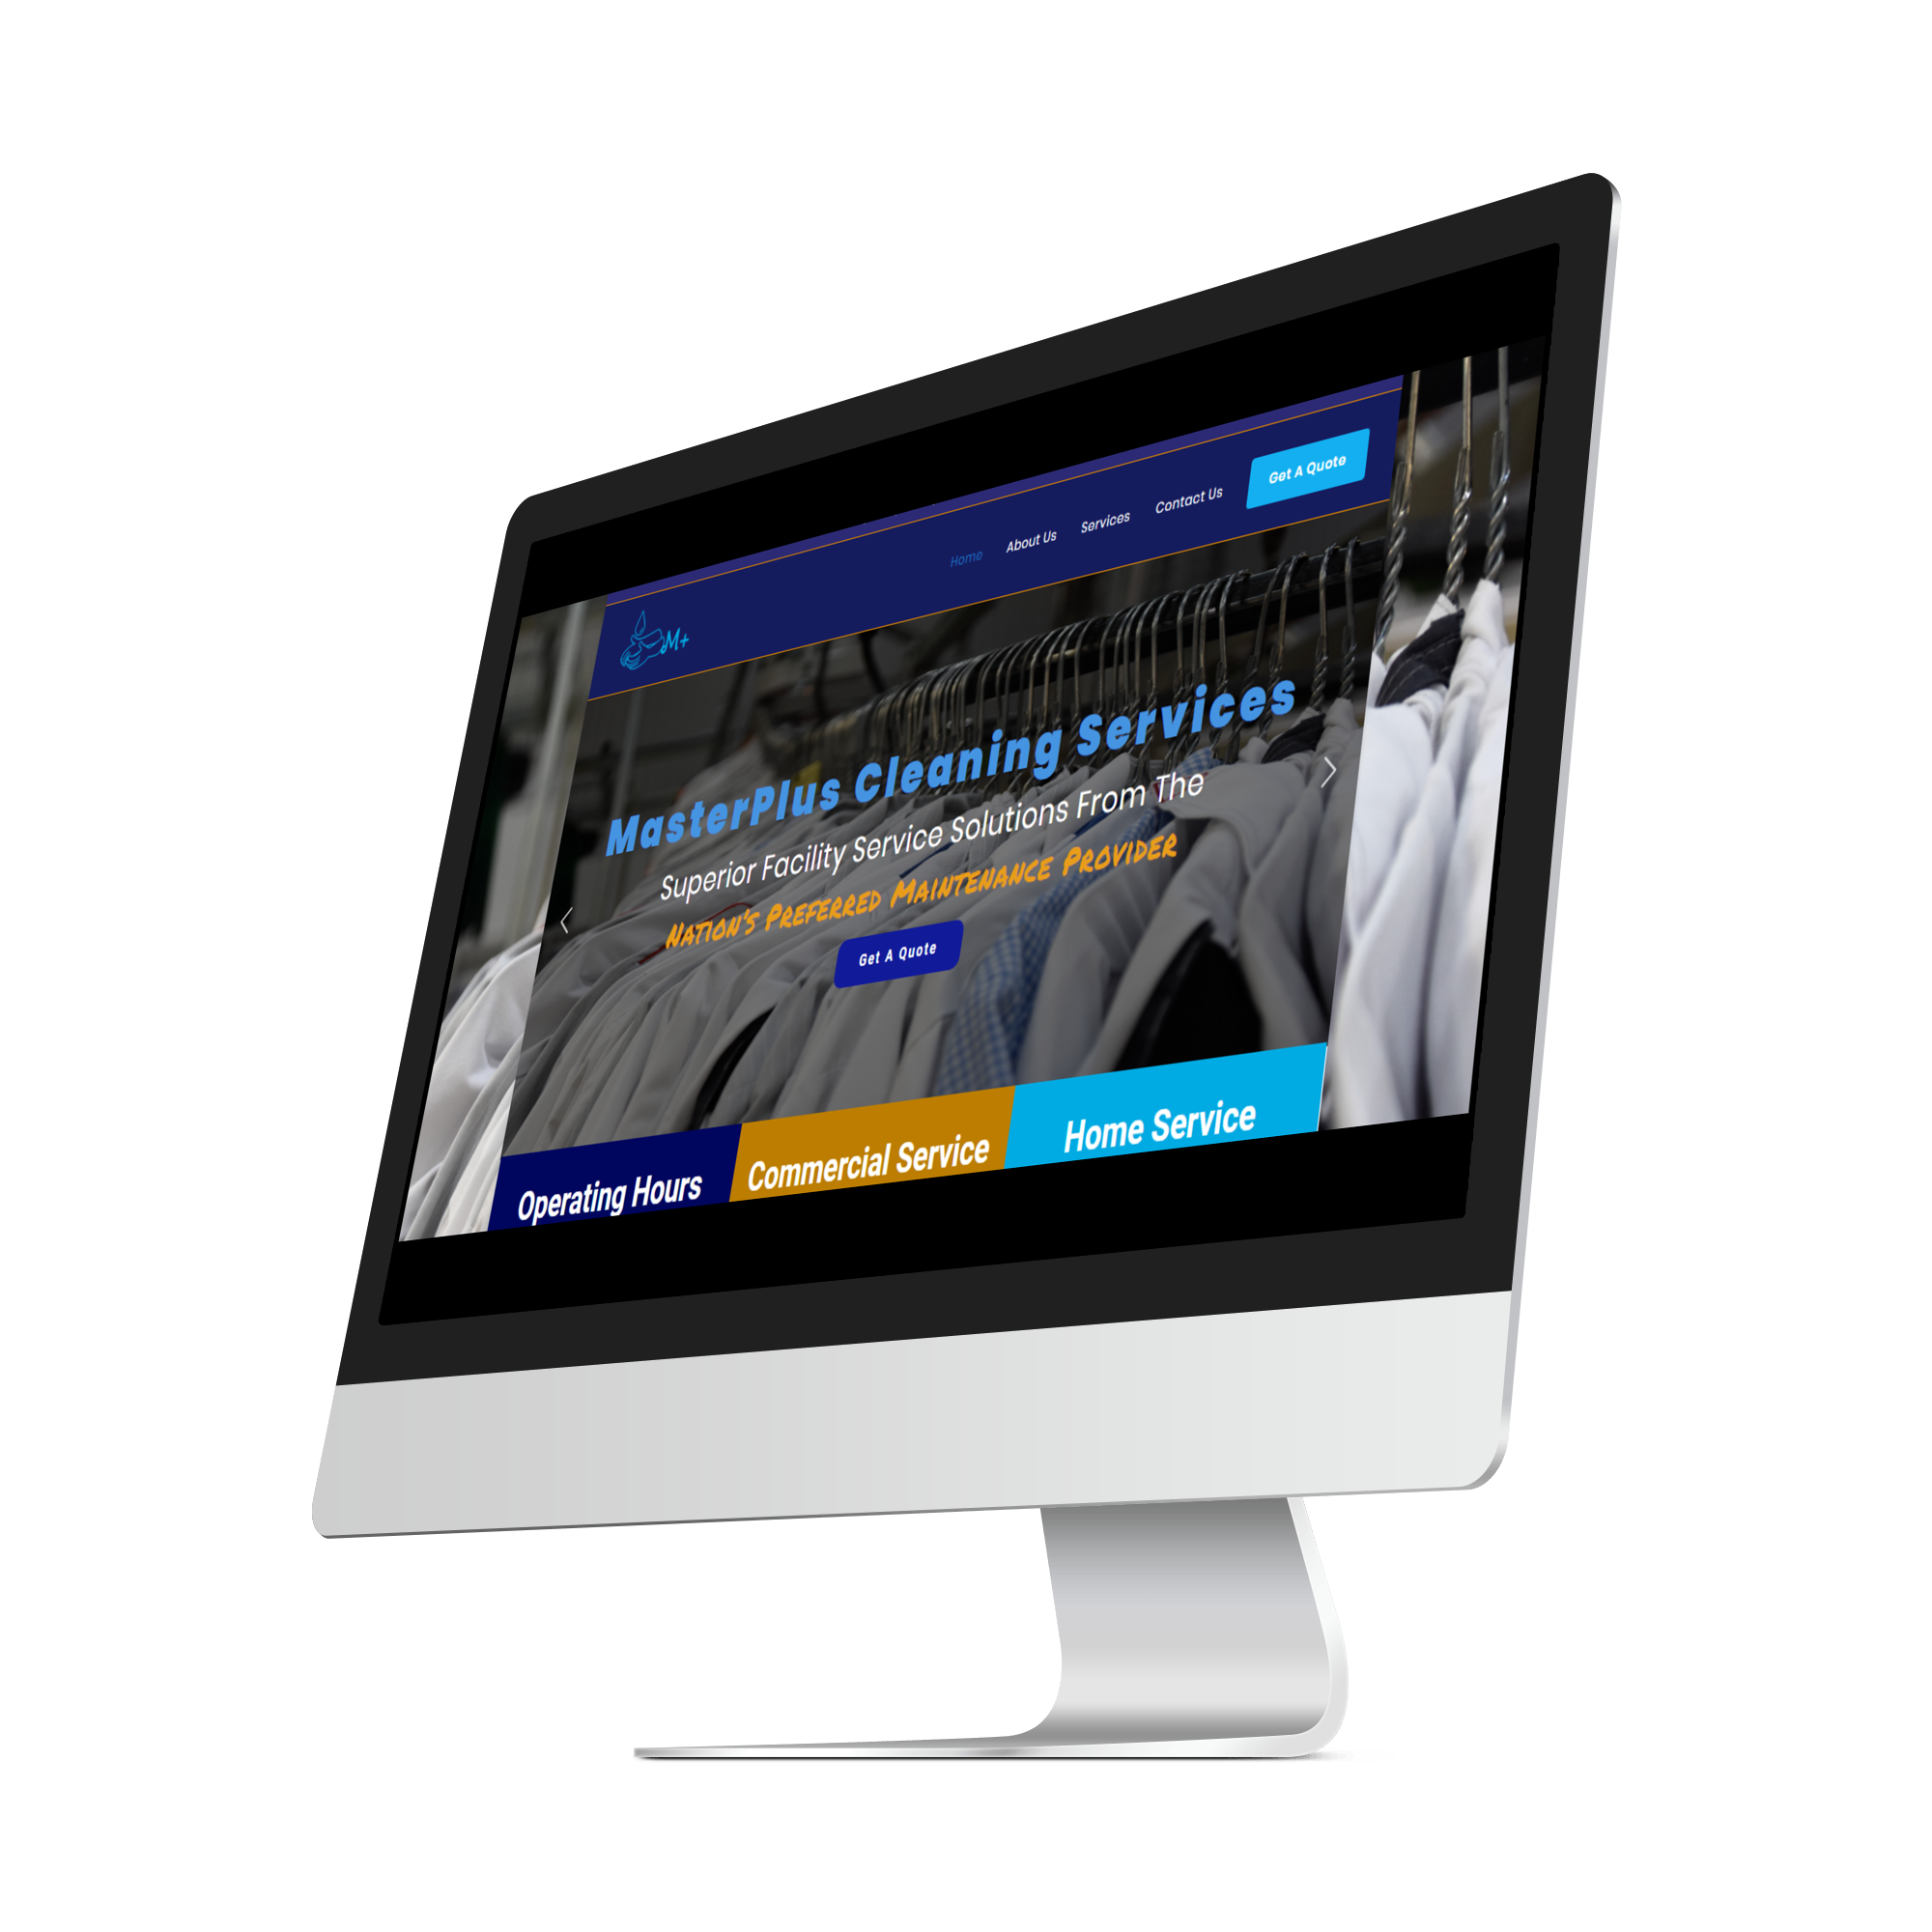 Home About Us Services Contact Us Get A Quote
M+
MasterPlus Cleaning Services
Superior Facility Service Solutions From The
Nation's Preferred Maintenance Provider
Get A Quote
Operating Hours Commercial Service Home Service